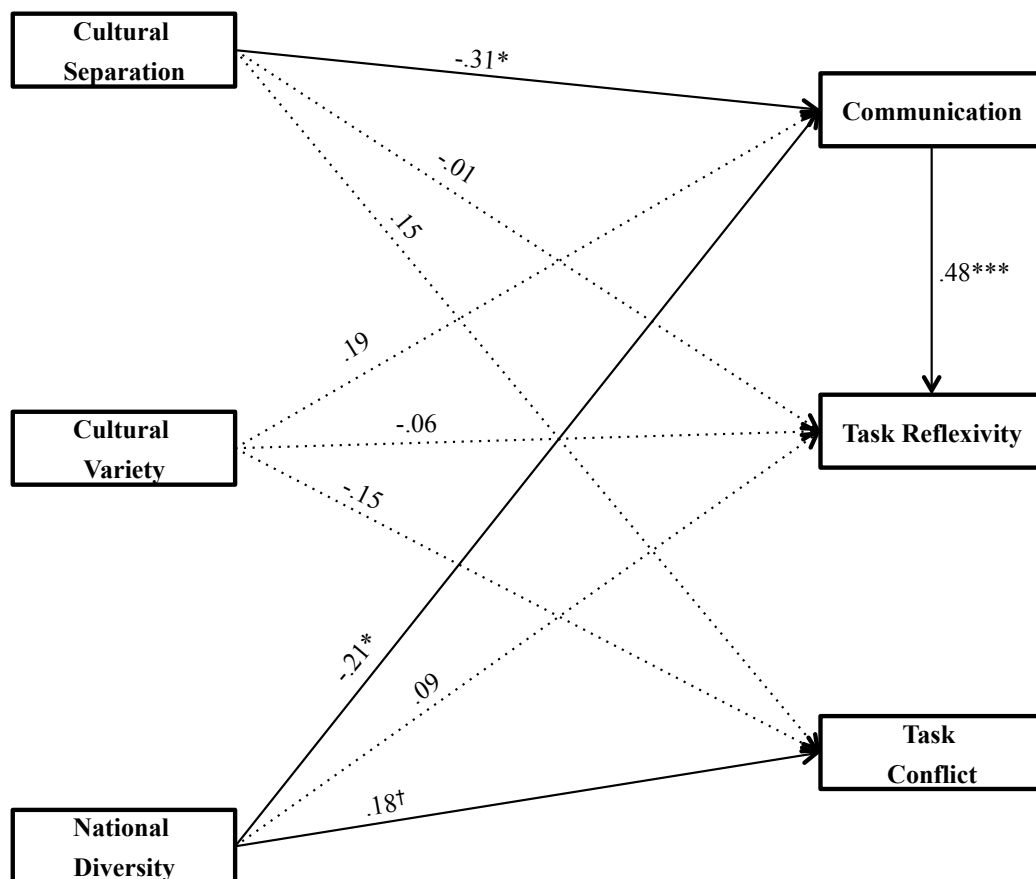 Cultural
Separation
-.31*
Communication
-.01
.15
.48***
.19
Cultural
Variety
-.06
Task Reflexivity
-.15
-.21*
.09
Task
Conflict
.18†
National
Diversity